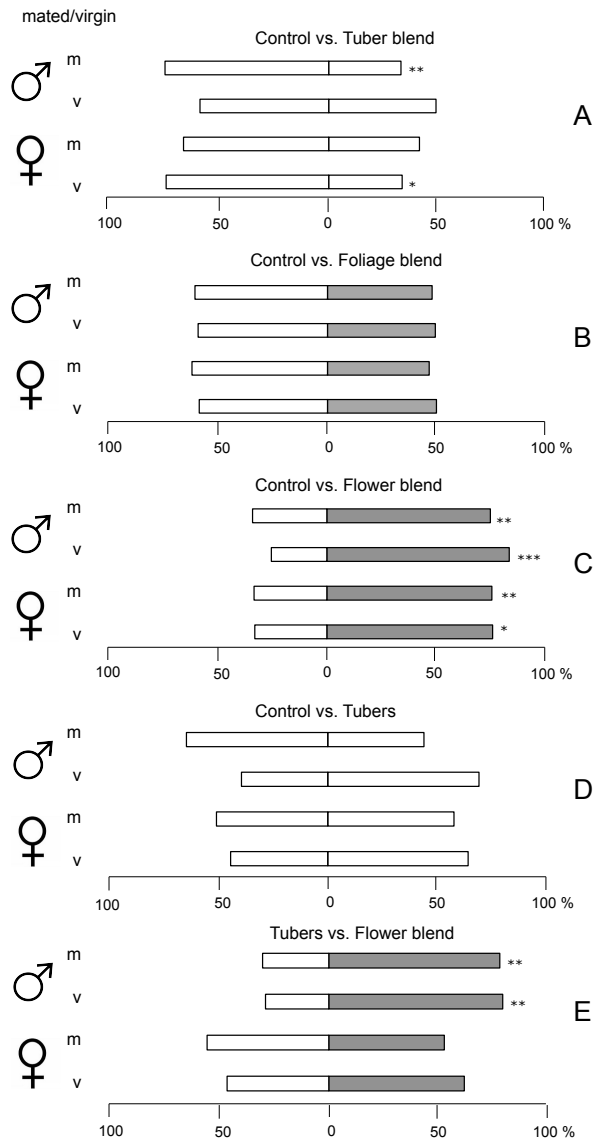 mated/virgin
Control vs. Tuber blend
♂ m **
v
♀ m
v *
A
100 50 0 50 100 %
Control vs. Foliage blend
♂ m
v
♀ m
v
B
100 50 0 50 100 %
Control vs. Flower blend
♂ m **
v ***
♀ m **
v *
C
100 50 0 50 100 %
Control vs. Tubers
♂ m
v
♀ m
v
D
100 50 0 50 100 %
Tubers vs. Flower blend
♂ m **
v **
♀ m
v
E
100 50 0 50 100 %